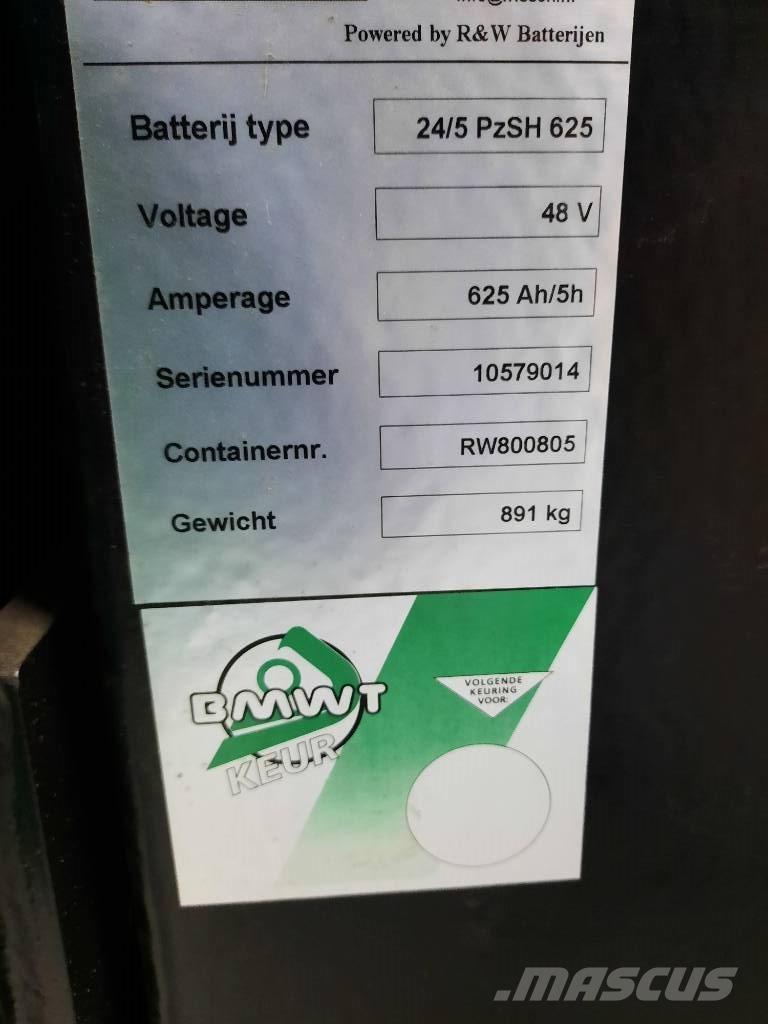 Powered by R&W Batterijen
Batterij type 24/5 PzSH 625
Voltage 48 V
Amperage 625 Ah/5h
Serienummer 10579014
Containernr. RW800805
Gewicht 891 kg
BMWT
KEUR
VOLGENDE
KEURING
VOOR:
.MASCUS